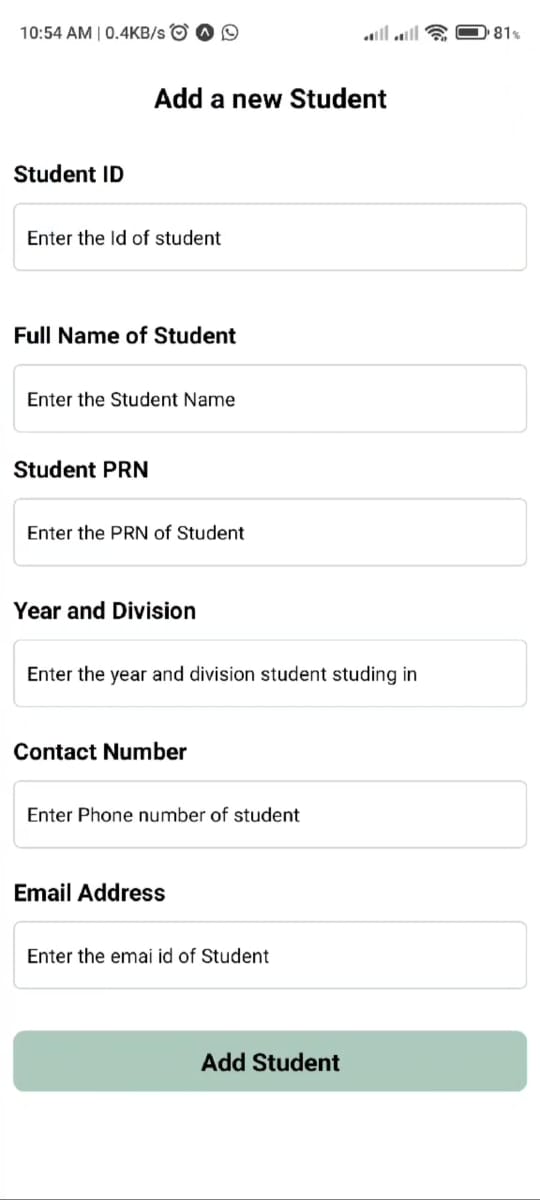 10:54 AM | 0.4KB/s 81%
Add a new Student
Student ID
Enter the Id of student
Full Name of Student
Enter the Student Name
Student PRN
Enter the PRN of Student
Year and Division
Enter the year and division student studing in
Contact Number
Enter Phone number of student
Email Address
Enter the emai id of Student
Add Student